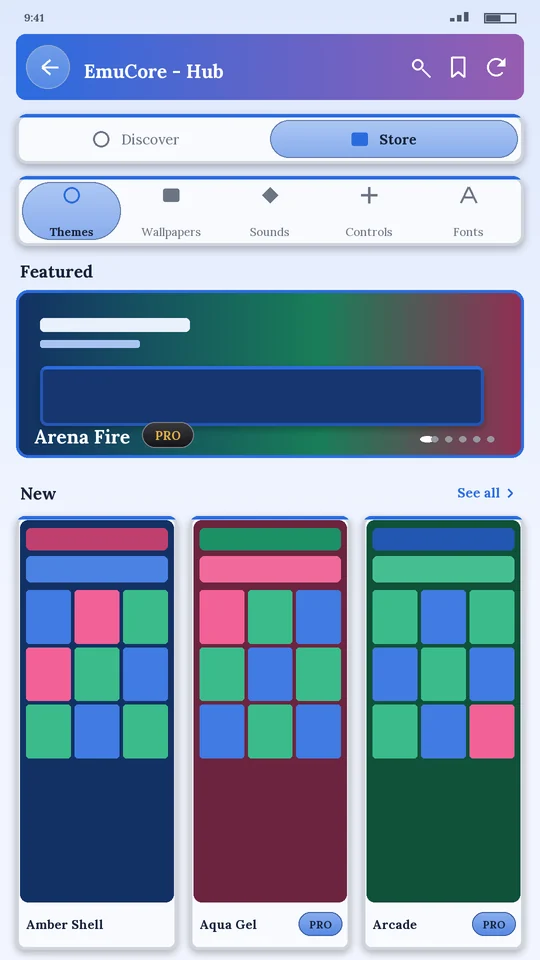 9:41
EmuCore - Hub
Discover
Store
Themes
Wallpapers
Sounds
Controls
Fonts
Featured
Arena Fire
PRO
New
See all
Amber Shell
Aqua Gel
PRO
Arcade
PRO